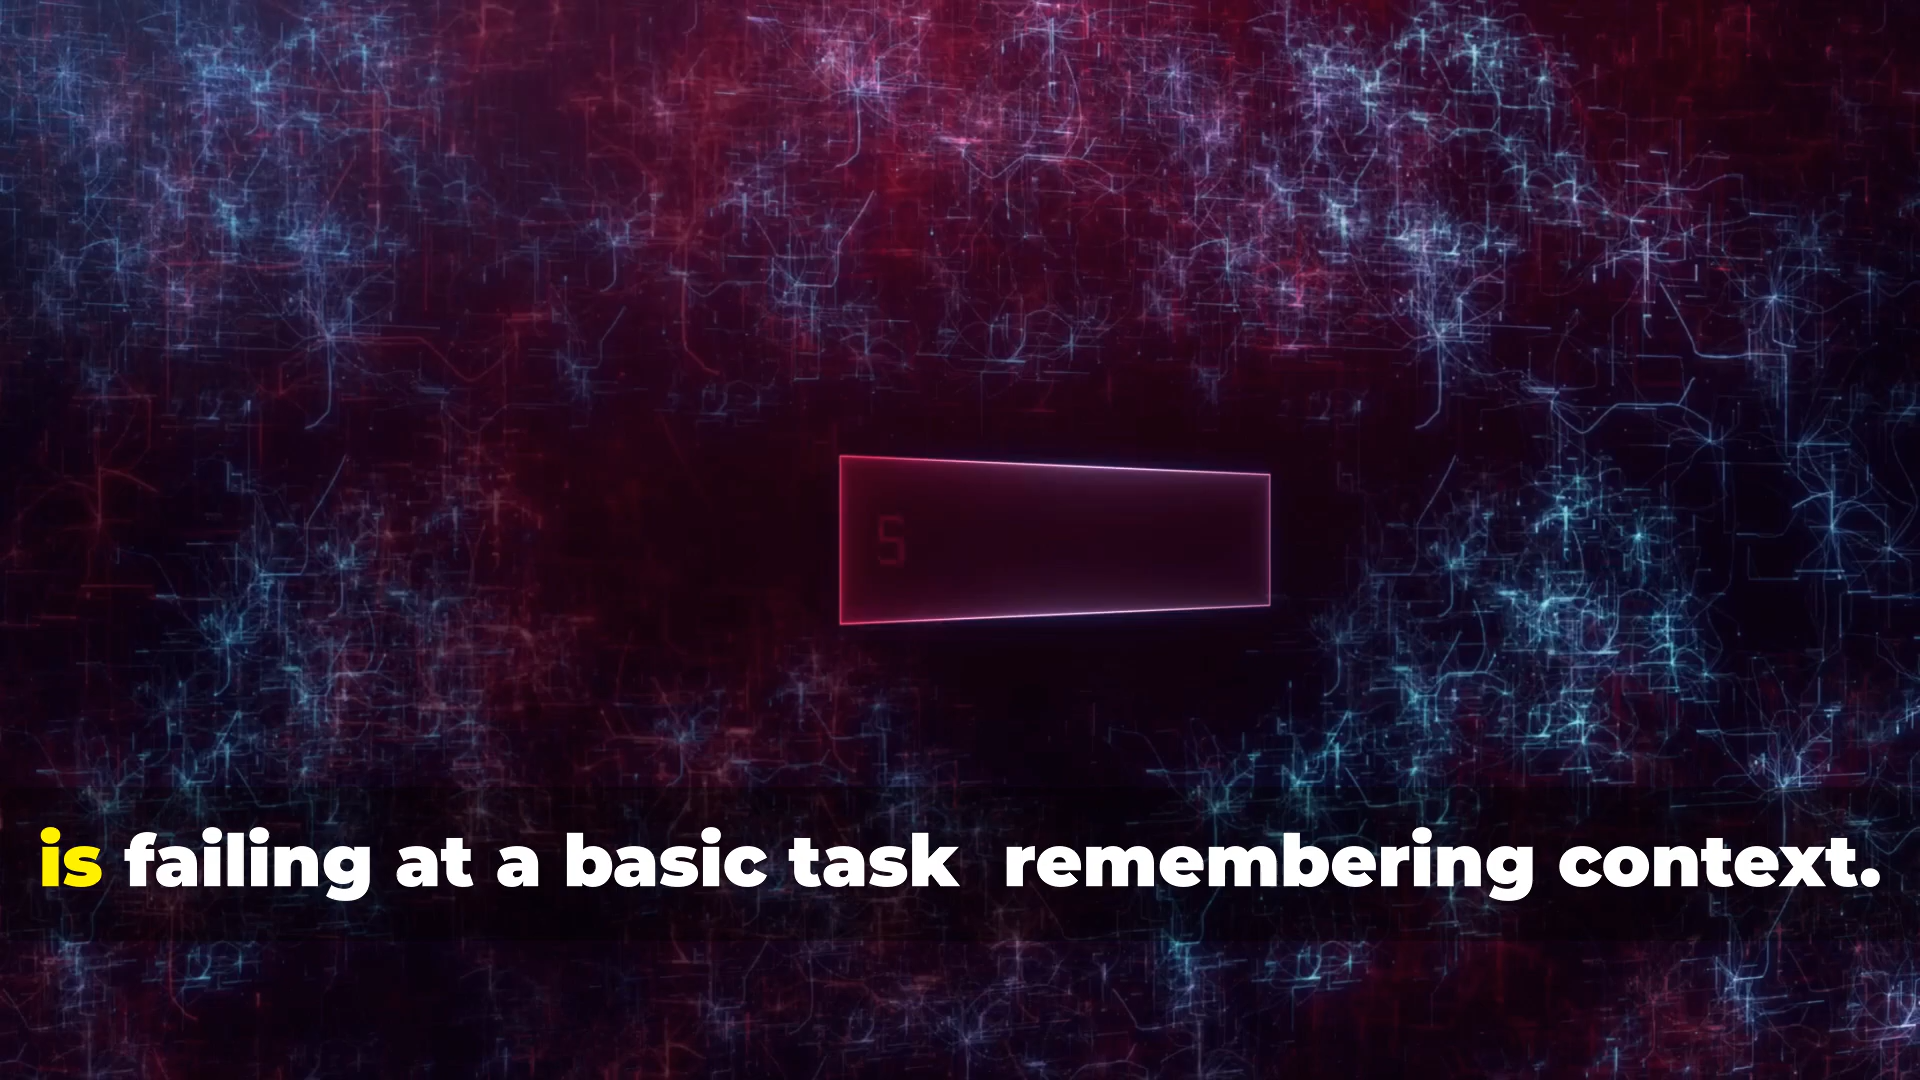 S
is failing at a basic task  remembering context.